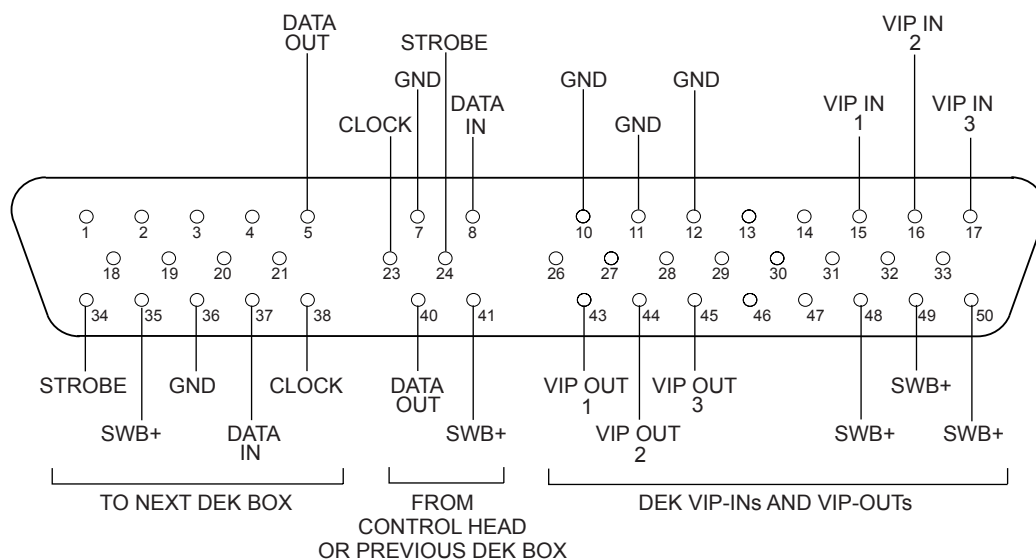 DATA
OUT
STROBE
VIP IN
2
GND
GND
GND
CLOCK
DATA
IN
GND
VIP IN
1
VIP IN
3
1 2 3 4 5 7 8 10 11 12 13 14 15 16 17
18 19 20 21 23 24 26 27 28 29 30 31 32 33
34 35 36 37 38 40 41 43 44 45 46 47 48 49 50
STROBE
GND
CLOCK
DATA
OUT
VIP OUT
1
VIP OUT
3
SWB+
SWB+
DATA
IN
SWB+
VIP OUT
2
SWB+
SWB+
TO NEXT DEK BOX
FROM
CONTROL HEAD
OR PREVIOUS DEK BOX
DEK VIP-INs AND VIP-OUTs